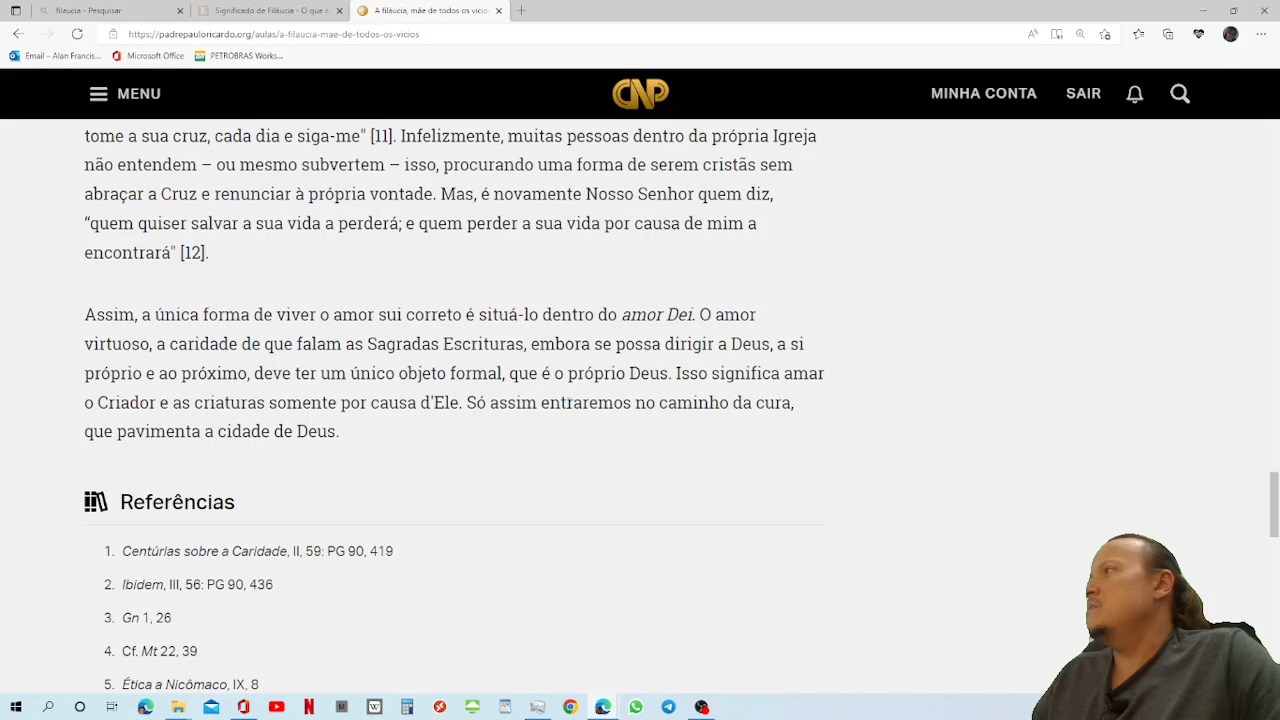 filaucia - Pesquisar
Significado de Filáucia - O que é
A filáucia, mãe de todos os vício
https://padrepauloricardo.org/aulas/a-filaucia-mae-de-todos-os-vicios
Email – Alan Francis...
Microsoft Office
PETROBRAS Works...
MENU
CNP
MINHA CONTA
SAIR
tome a sua cruz, cada dia e siga-me" [11]. Infelizmente, muitas pessoas dentro da própria Igreja
não entendem – ou mesmo subvertem – isso, procurando uma forma de serem cristãs sem
abraçar a Cruz e renunciar à própria vontade. Mas, é novamente Nosso Senhor quem diz,
“quem quiser salvar a sua vida a perderá; e quem perder a sua vida por causa de mim a
encontrará" [12].
Assim, a única forma de viver o amor sui correto é situá-lo dentro do amor Dei. O amor
virtuoso, a caridade de que falam as Sagradas Escrituras, embora se possa dirigir a Deus, a si
próprio e ao próximo, deve ter um único objeto formal, que é o próprio Deus. Isso significa amar
o Criador e as criaturas somente por causa d'Ele. Só assim entraremos no caminho da cura,
que pavimenta a cidade de Deus.
Referências
1. Centúrias sobre a Caridade, II, 59: PG 90, 419
2. Ibidem, III, 56: PG 90, 436
3. Gn 1, 26
4. Cf. Mt 22, 39
5. Ética a Nicômaco, IX, 8